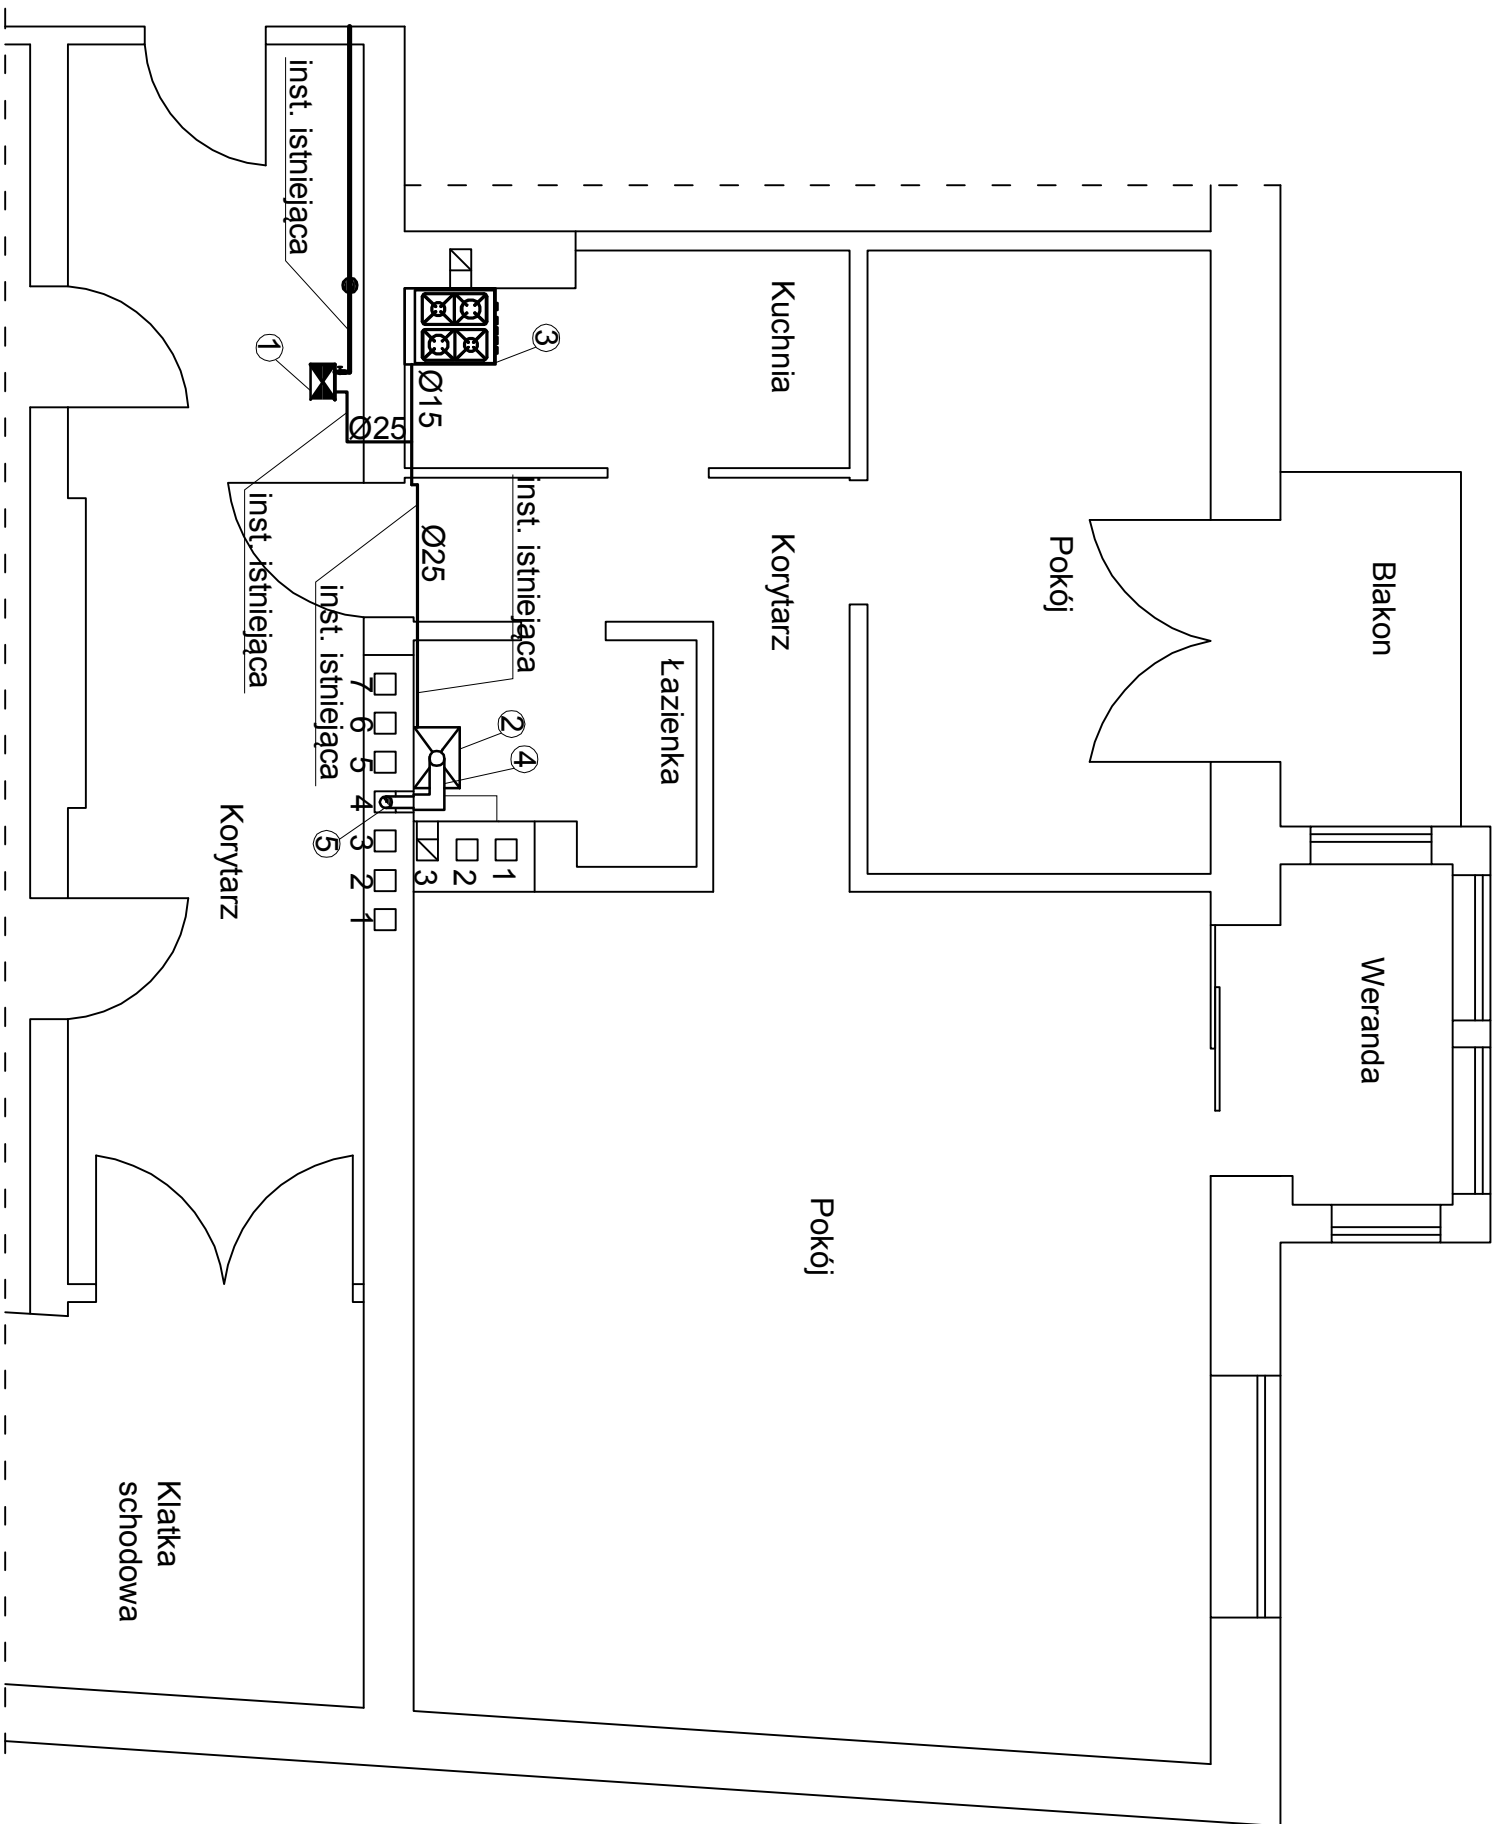 Blakon
Weranda
Pokój
Kuchnia
Korytarz
Pokój
Łazienka
3
Ø15
Ø25
Ø25
inst. istniejąca
2
4
1
2
3
7
6
5
4
3
2
1
5
inst. istniejąca
1
inst. istniejąca
inst. istniejąca
Korytarz
Klatka
schodowa